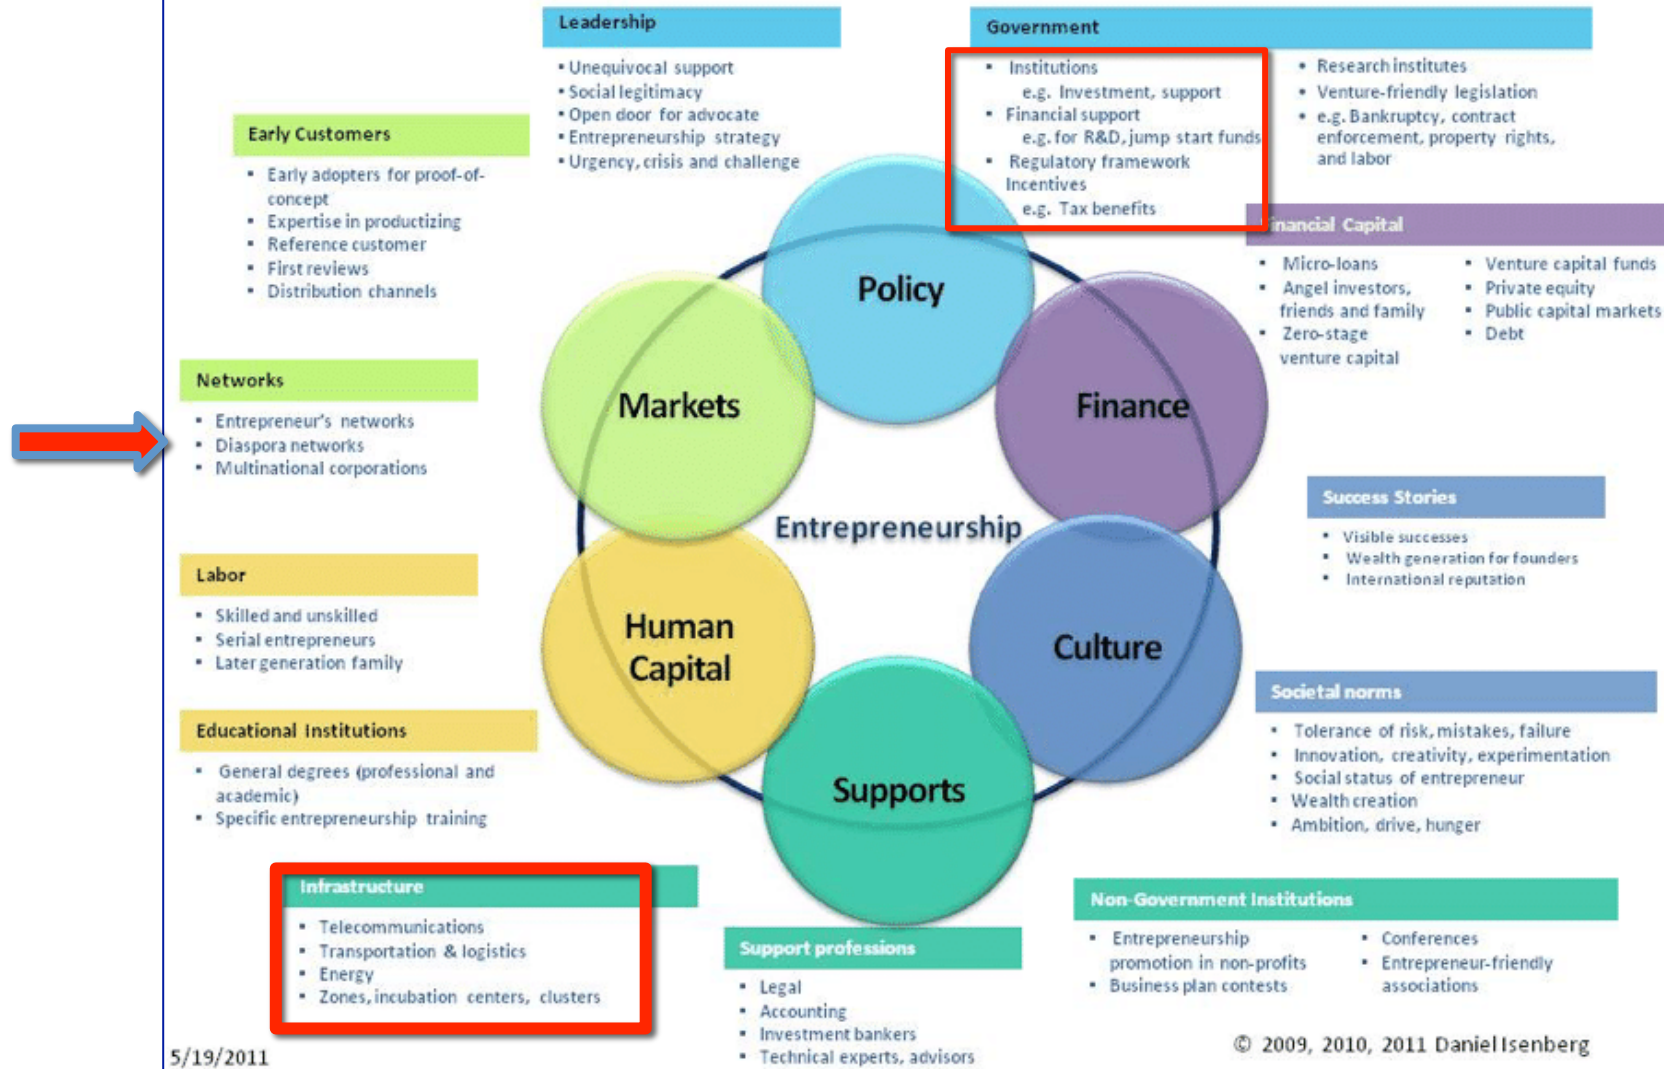 Leadership
▪ Unequivocal support
▪ Social legitimacy
▪ Open door for advocate
▪ Entrepreneurship strategy
▪ Urgency, crisis and challenge
Government
▪ Institutions
e.g. Investment, support
▪ Financial support
e.g. for R&D, jump start funds
▪ Regulatory framework
Incentives
e.g. Tax benefits
• Research institutes
• Venture-friendly legislation
• e.g. Bankruptcy, contract
enforcement, property rights,
and labor
Early Customers
▪ Early adopters for proof-of-
concept
▪ Expertise in productizing
▪ Reference customer
▪ First reviews
▪ Distribution channels
Financial Capital
▪ Micro-loans
▪ Angel investors,
friends and family
▪ Zero-stage
venture capital
▪ Venture capital funds
▪ Private equity
▪ Public capital markets
▪ Debt
Networks
▪ Entrepreneur's networks
▪ Diaspora networks
▪ Multinational corporations
Policy
Markets
Finance
Entrepreneurship
Human
Capital
Culture
Supports
Success Stories
▪ Visible successes
▪ Wealth generation for founders
▪ International reputation
Labor
▪ Skilled and unskilled
▪ Serial entrepreneurs
▪ Later generation family
Societal norms
▪ Tolerance of risk, mistakes, failure
▪ Innovation, creativity, experimentation
▪ Social status of entrepreneur
▪ Wealth creation
▪ Ambition, drive, hunger
Educational Institutions
▪ General degrees (professional and
academic)
▪ Specific entrepreneurship training
Infrastructure
▪ Telecommunications
▪ Transportation & logistics
▪ Energy
▪ Zones, incubation centers, clusters
Support professions
▪ Legal
▪ Accounting
▪ Investment bankers
▪ Technical experts, advisors
Non-Government Institutions
▪ Entrepreneurship
promotion in non-profits
▪ Business plan contests
▪ Conferences
▪ Entrepreneur-friendly
associations
5/19/2011
© 2009, 2010, 2011 Daniel Isenberg